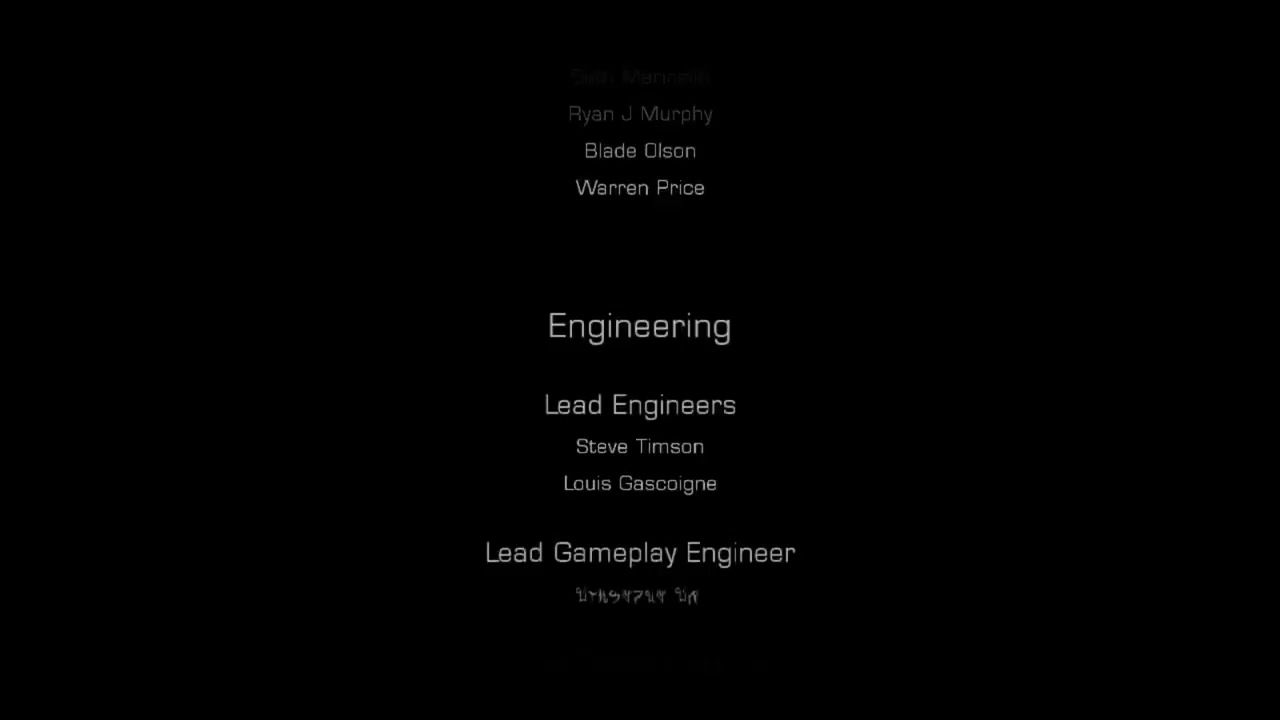 Ryan J Murphy
Blade Olson
Warren Price
Engineering
Lead Engineers
Steve Timson
Louis Gascoigne
Lead Gameplay Engineer